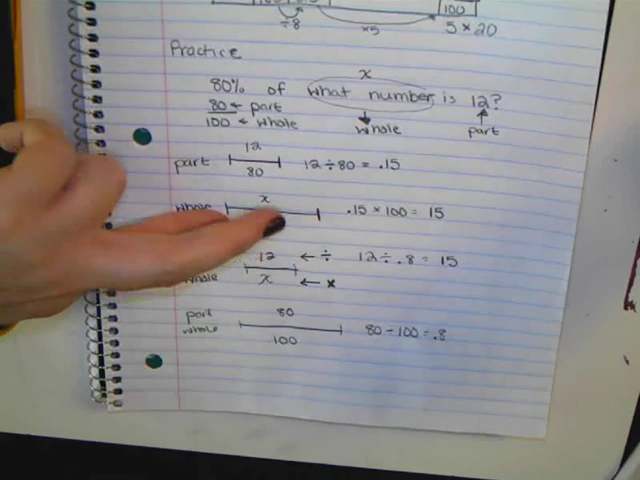 100
÷8
x5
5 x 20
Practice
x
80% of what number is 12?
80 ← part
100 ← whole
whole
part
12
part
80
12 ÷ 80 = .15
x
whole
.15 x 100 = 15
12 ← ÷
12 ÷ .8 = 15
whole
x ← x
part
80
whole
100
80 ÷ 100 = .8